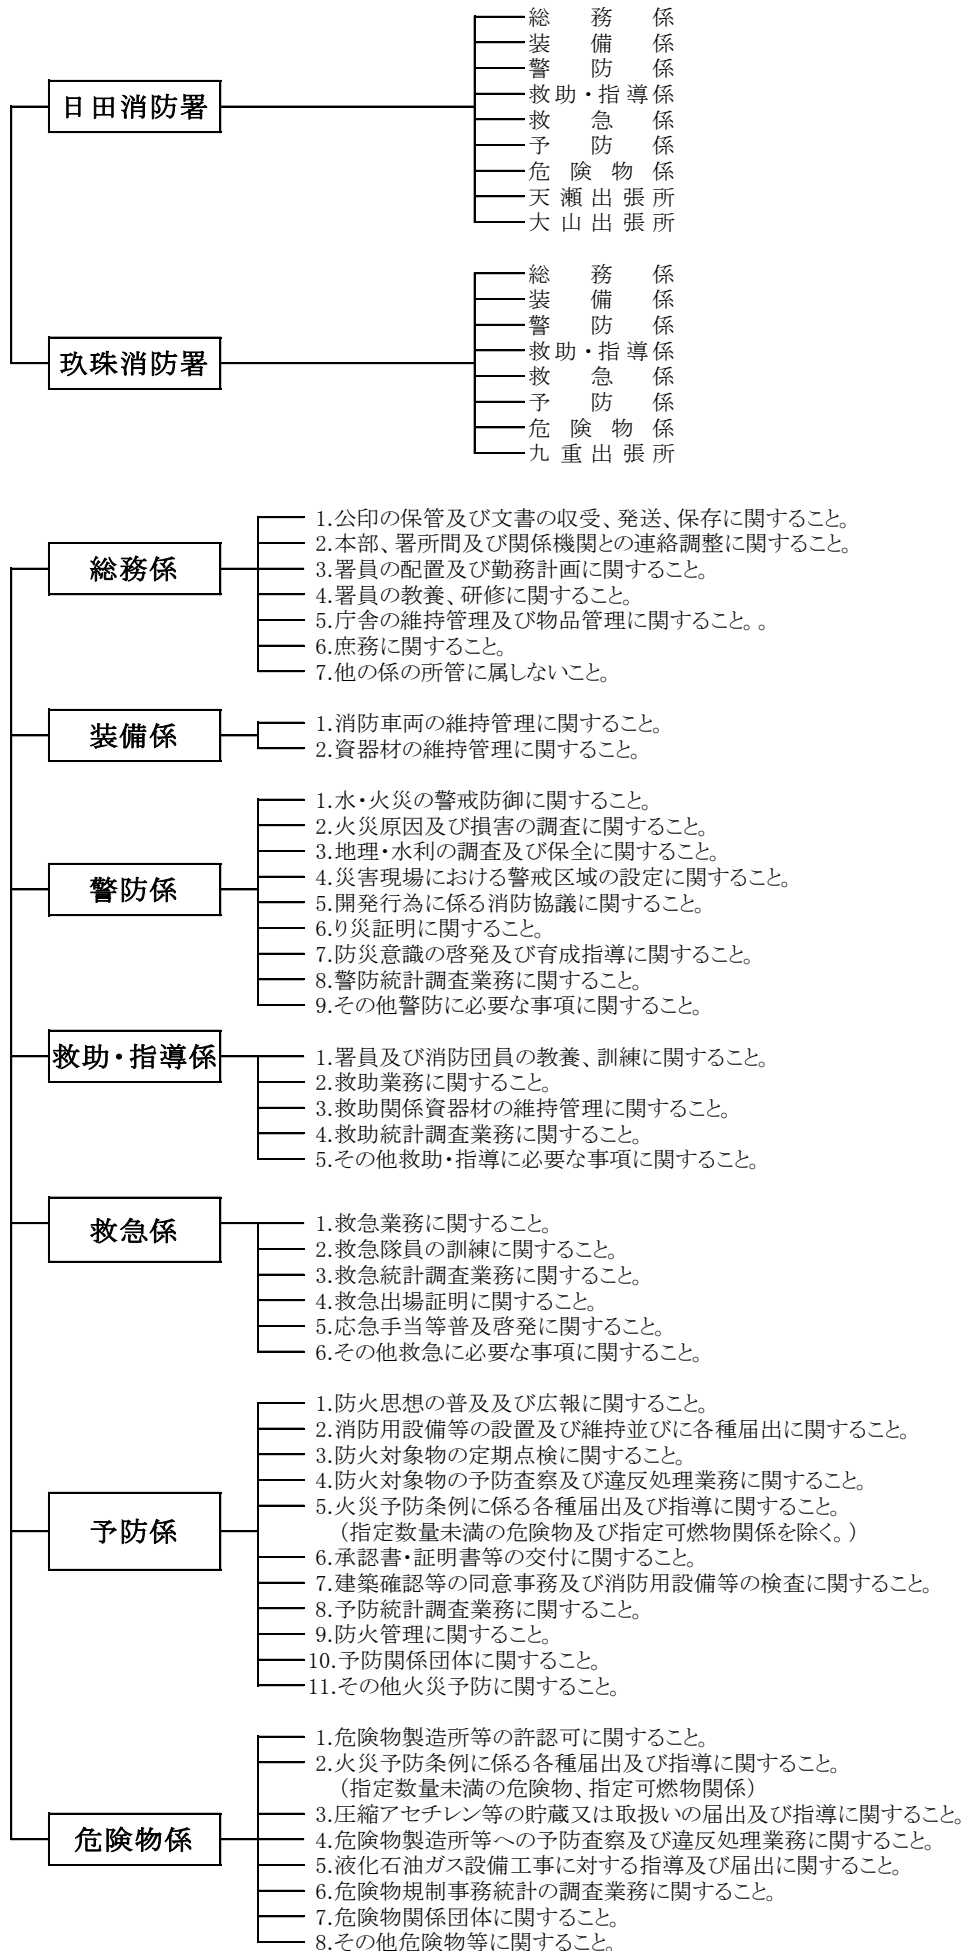 日田消防署
総務係
装備係
警防係
救助・指導係
救急係
予防係
危険物係
天瀬出張所
大山出張所
玖珠消防署
総務係
装備係
警防係
救助・指導係
救急係
予防係
危険物係
九重出張所
総務係
1.公印の保管及び文書の収受、発送、保存に関すること。
2.本部、署所間及び関係機関との連絡調整に関すること。
3.署員の配置及び勤務計画に関すること。
4.署員の教養、研修に関すること。
5.庁舎の維持管理及び物品管理に関すること。。
6.庶務に関すること。
7.他の係の所管に属しないこと。
装備係
1.消防車両の維持管理に関すること。
2.資器材の維持管理に関すること。
警防係
1.水・火災の警戒防御に関すること。
2.火災原因及び損害の調査に関すること。
3.地理・水利の調査及び保全に関すること。
4.災害現場における警戒区域の設定に関すること。
5.開発行為に係る消防協議に関すること。
6.り災証明に関すること。
7.防災意識の啓発及び育成指導に関すること。
8.警防統計調査業務に関すること。
9.その他警防に必要な事項に関すること。
救助・指導係
1.署員及び消防団員の教養、訓練に関すること。
2.救助業務に関すること。
3.救助関係資器材の維持管理に関すること。
4.救助統計調査業務に関すること。
5.その他救助・指導に必要な事項に関すること。
救急係
1.救急業務に関すること。
2.救急隊員の訓練に関すること。
3.救急統計調査業務に関すること。
4.救急出場証明に関すること。
5.応急手当等普及啓発に関すること。
6.その他救急に必要な事項に関すること。
予防係
1.防火思想の普及及び広報に関すること。
2.消防用設備等の設置及び維持並びに各種届出に関すること。
3.防火対象物の定期点検に関すること。
4.防火対象物の予防査察及び違反処理業務に関すること。
5.火災予防条例に係る各種届出及び指導に関すること。
（指定数量未満の危険物及び指定可燃物関係を除く。）
6.承認書・証明書等の交付に関すること。
7.建築確認等の同意事務及び消防用設備等の検査に関すること。
8.予防統計調査業務に関すること。
9.防火管理に関すること。
10.予防関係団体に関すること。
11.その他火災予防に関すること。
危険物係
1.危険物製造所等の許認可に関すること。
2.火災予防条例に係る各種届出及び指導に関すること。
（指定数量未満の危険物、指定可燃物関係）
3.圧縮アセチレン等の貯蔵又は取扱いの届出及び指導に関すること。
4.危険物製造所等への予防査察及び違反処理業務に関すること。
5.液化石油ガス設備工事に対する指導及び届出に関すること。
6.危険物規制事務統計の調査業務に関すること。
7.危険物関係団体に関すること。
8.その他危険物等に関すること。